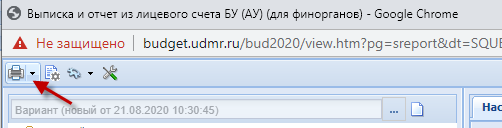 Выписка и отчет из лицевого счета БУ (АУ) (для финорганов) - Google Chrome
Не защищено budget.udmr.ru/bud2020/view.htm?pg=sreport&dt=SQUE
Вариант (новый от 21.08.2020 10:30:45) ... Нас